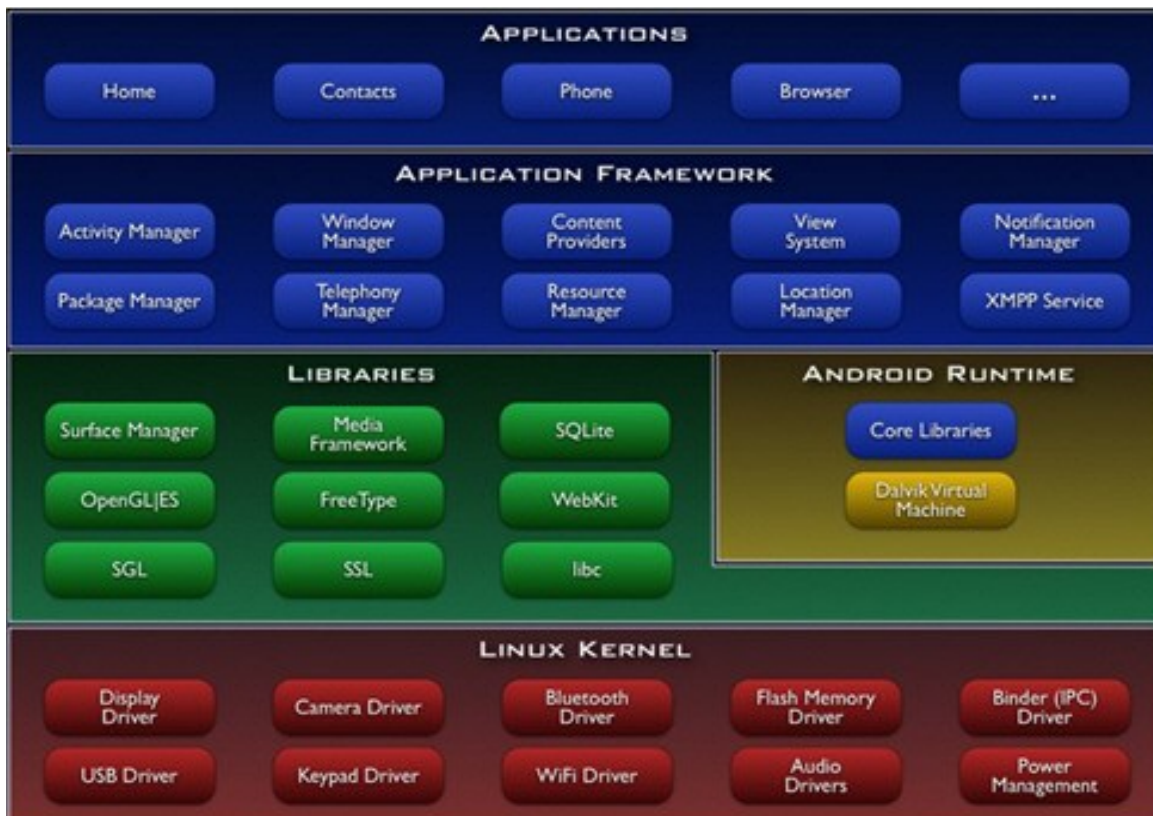 APPLICATIONS
Home
Contacts
Phone
Browser
...
APPLICATION FRAMEWORK
Activity Manager
Window
Manager
Content
Providers
View
System
Notification
Manager
Package Manager
Telephony
Manager
Resource
Manager
Location
Manager
XMPP Service
LIBRARIES
Surface Manager
Media
Framework
SQLite
OpenGL|ES
FreeType
WebKit
SGL
SSL
libc
ANDROID RUNTIME
Core Libraries
Dalvik Virtual
Machine
LINUX KERNEL
Display
Driver
Camera Driver
Bluetooth
Driver
Flash Memory
Driver
Binder (IPC)
Driver
USB Driver
Keypad Driver
WiFi Driver
Audio
Drivers
Power
Management